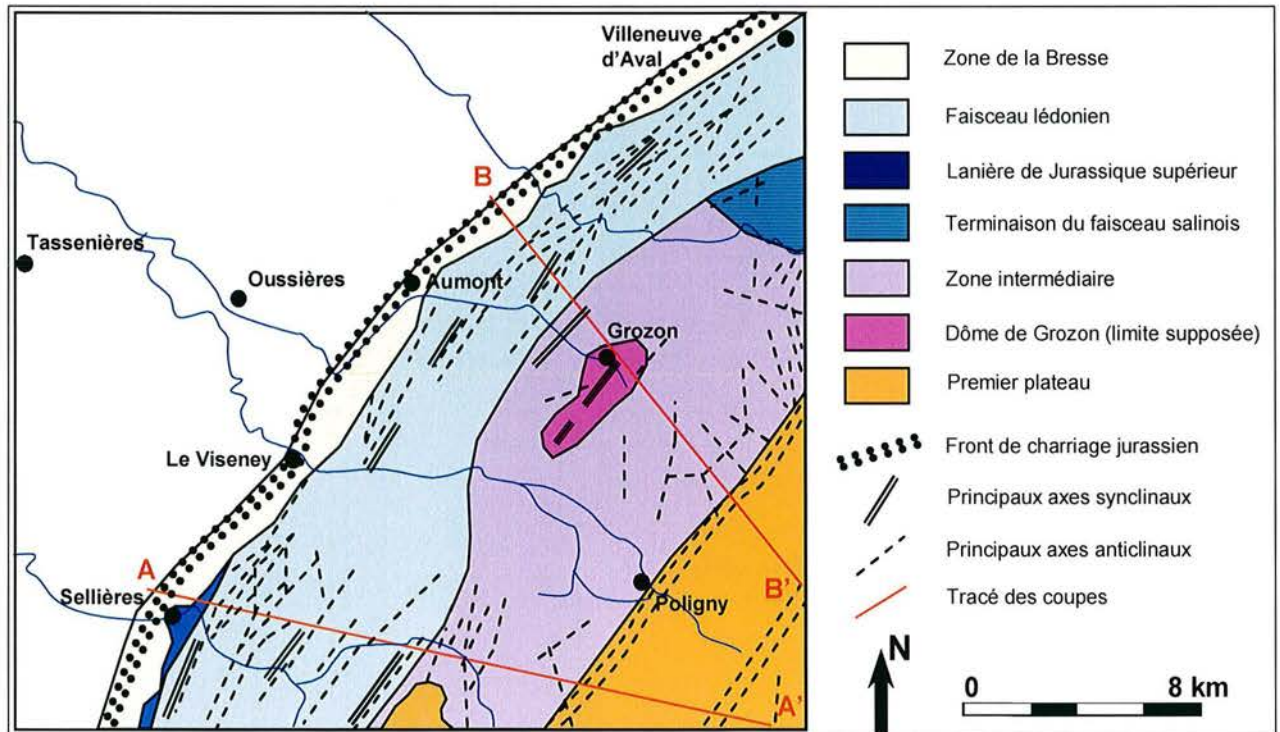 Villeneuve
d'Aval
B
Tassenières
Oussières
Aumont
Grozon
Le Viseney
A
Sellières
Poligny
B'
A'
Zone de la Bresse
Faisceau lédonien
Lanière de Jurassique supérieur
Terminaison du faisceau salinois
Zone intermédiaire
Dôme de Grozon (limite supposée)
Premier plateau
Front de charriage jurassien
Principaux axes synclinaux
Principaux axes anticlinaux
Tracé des coupes
N
0 8 km